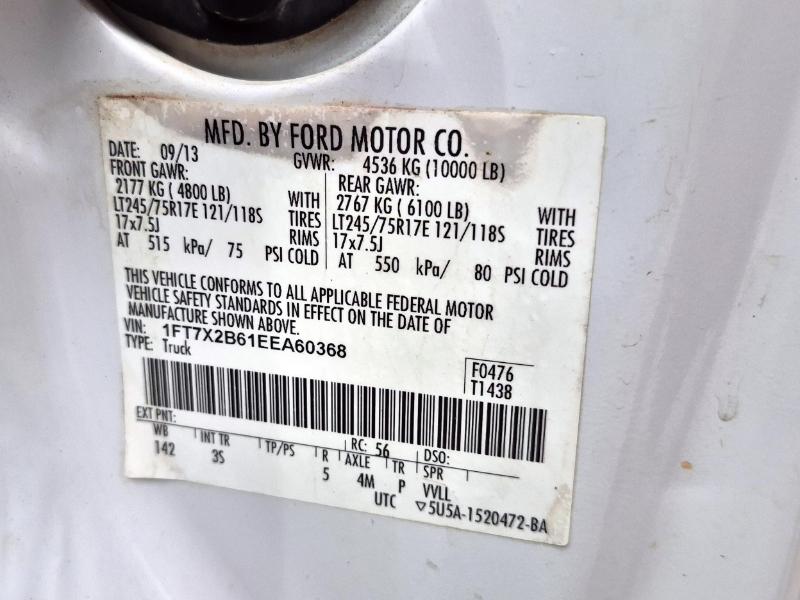 MFD. BY FORD MOTOR CO.
DATE: 09/13 GVWR: 4536 KG (10000 LB)
FRONT GAWR: REAR GAWR:
2177 KG ( 4800 LB) WITH 2767 KG ( 6100 LB) WITH
LT245/75R17E 121/118S TIRES LT245/75R17E 121/118S TIRES
17x7.5J RIMS 17x7.5J RIMS
AT 515 kPa/ 75 PSI COLD AT 550 kPa/ 80 PSI COLD
THIS VEHICLE CONFORMS TO ALL APPLICABLE FEDERAL MOTOR
VEHICLE SAFETY STANDARDS IN EFFECT ON THE DATE OF
MANUFACTURE SHOWN ABOVE.
VIN: 1FT7X2B61EEA60368
TYPE: Truck
F0476
T1438
EXT PNT: RC: 56 DSO:
WB INT TR TP/PS R AXLE TR SPR
142 3S 5 4M P VVLL
UTC ▽5U5A-1520472-BA